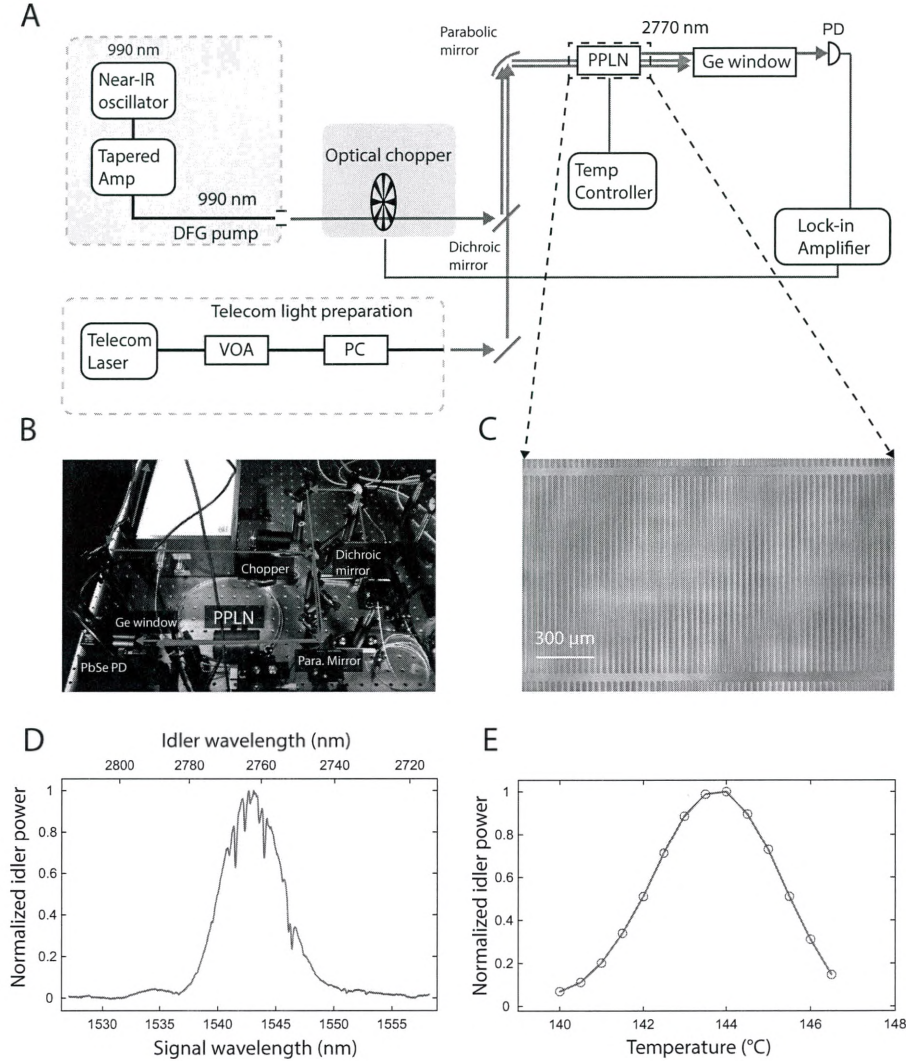 A
990 nm
Near-IR
oscillator
Tapered
Amp
990 nm
DFG pump
Optical chopper
Parabolic
mirror
Dichroic
mirror
PPLN
2770 nm
Ge window
PD
Temp
Controller
Lock-in
Amplifier
Telecom light preparation
Telecom
Laser
VOA
PC
B
Chopper
Dichroic
mirror
Ge window
PPLN
PbSe PD
Para. Mirror
C
300 µm
D
Idler wavelength (nm)
2800 2780 2760 2740 2720
Normalized idler power
1
0.8
0.6
0.4
0.2
0
1530 1535 1540 1545 1550 1555
Signal wavelength (nm)
E
Normalized idler power
1
0.8
0.6
0.4
0.2
0
140 142 144 146 148
Temperature (°C)